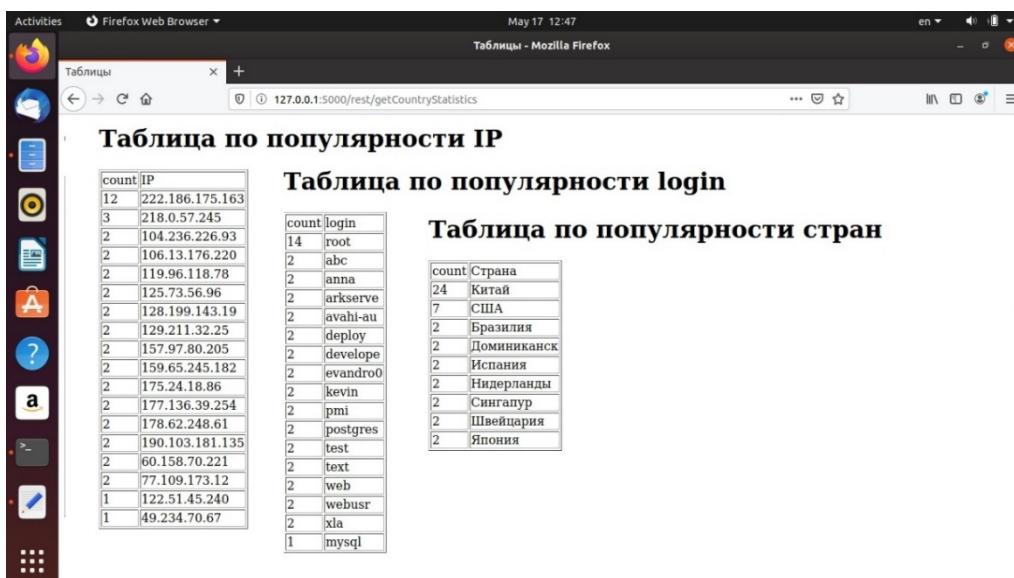 Activities Firefox Web Browser May 17 12:47 en
Таблицы - Mozilla Firefox
Таблицы
127.0.0.1:5000/rest/getCountryStatistics
Таблица по популярности IP
count IP
12 222.186.175.163
3 218.0.57.245
2 104.236.226.93
2 106.13.176.220
2 119.96.118.78
2 125.73.56.96
2 128.199.143.19
2 129.211.32.25
2 157.97.80.205
2 159.65.245.182
2 175.24.18.86
2 177.136.39.254
2 178.62.248.61
2 190.103.181.135
2 60.158.70.221
2 77.109.173.12
1 122.51.45.240
1 49.234.70.67
Таблица по популярности login
count login
14 root
2 abc
2 anna
2 arkserve
2 avahi-au
2 deploy
2 develope
2 evandro0
2 kevin
2 pmi
2 postgres
2 test
2 text
2 web
2 webusr
2 xla
1 mysql
Таблица по популярности стран
count Страна
24 Китай
7 США
2 Бразилия
2 Доминиканск
2 Испания
2 Нидерланды
2 Сингапур
2 Швейцария
2 Япония